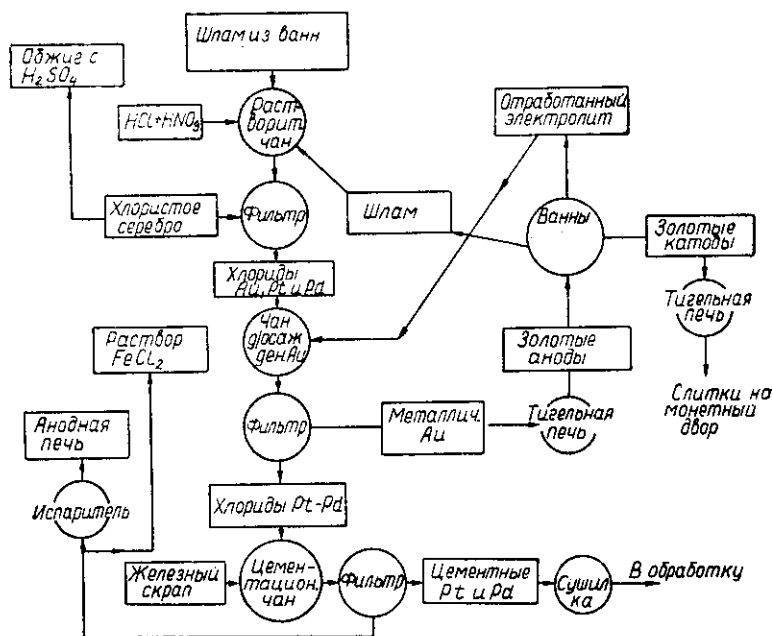 Шлам из ванн
Обжиг с
H₂SO₄
HCl+HNO₃
Раст-
ворит.
чан
Отработанный
электролит
Хлористое
серебро
Фильтр
Шлам
Ванны
Золотые
катоды
Хлориды
Au, Pt и Pd
Тигельная
печь
Раствор
FeCl₂
Чан
д/осаж
ден Au
Золотые
аноды
Слитки на
монетный
двор
Анодная
печь
Фильтр
Металлич.
Au
Тигельная
печь
Испаритель
Хлориды Pt-Pd
Железный
скрап
Цемен-
тацион.
чан
Фильтр
Цементные
Pt и Pd
Сушил
ка
В обработку